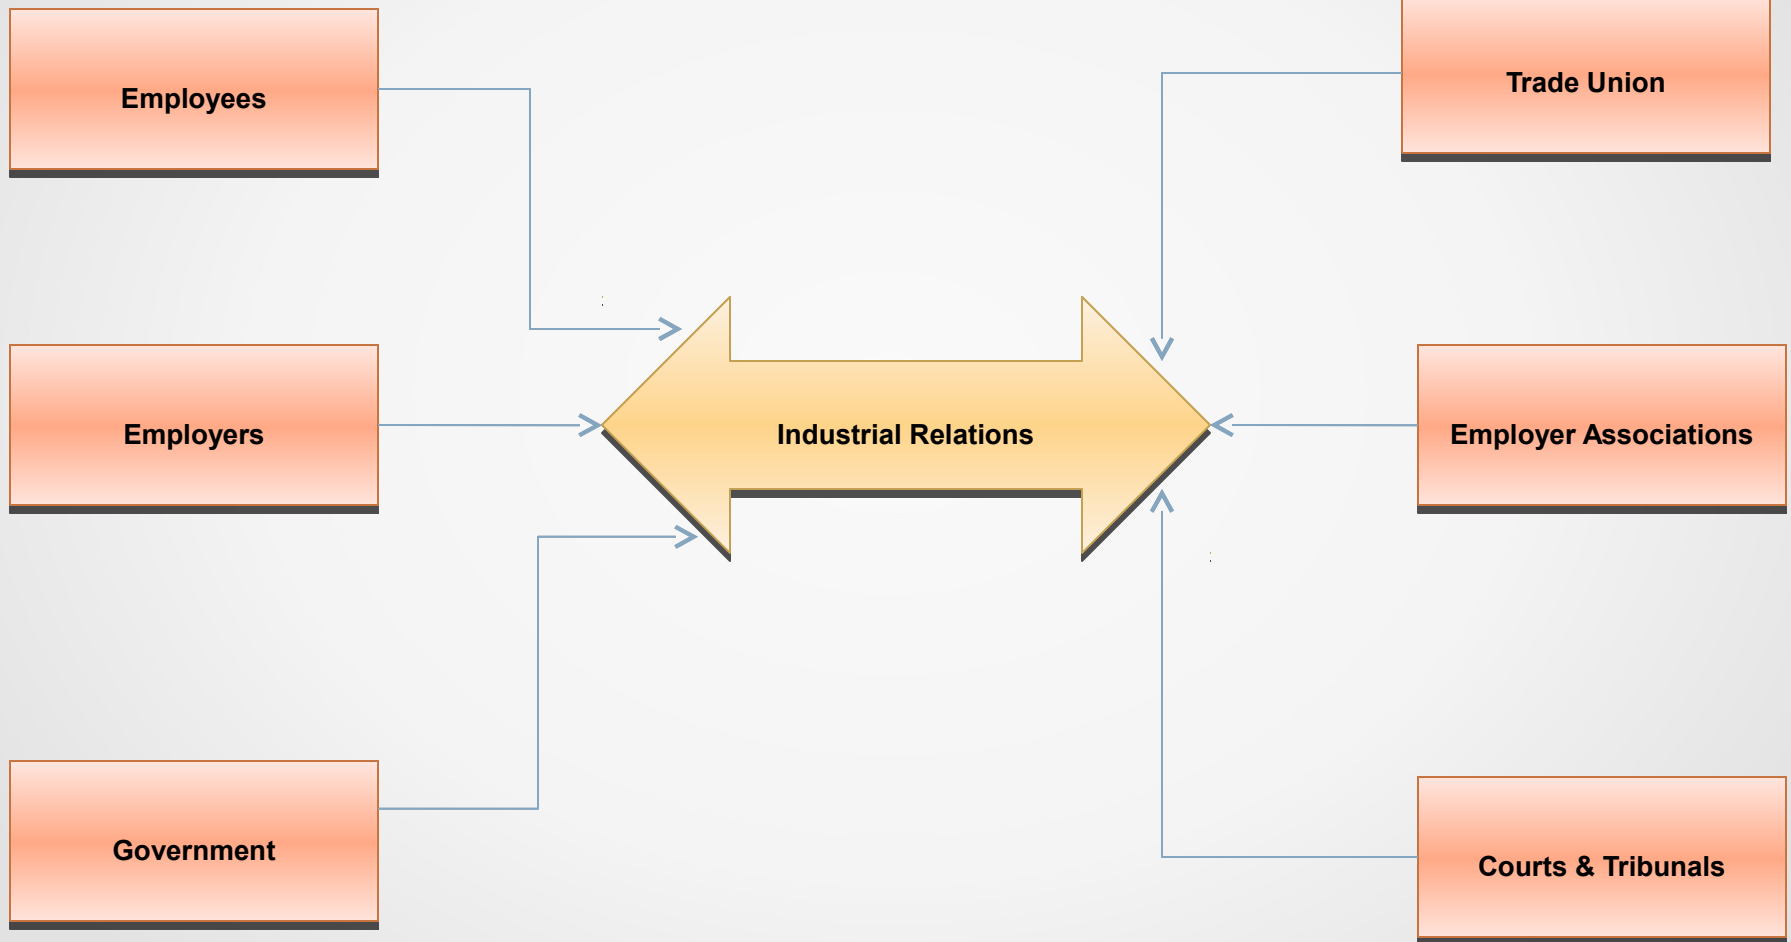 Employees
Trade Union
Employers
Industrial Relations
Employer Associations
Government
Courts & Tribunals